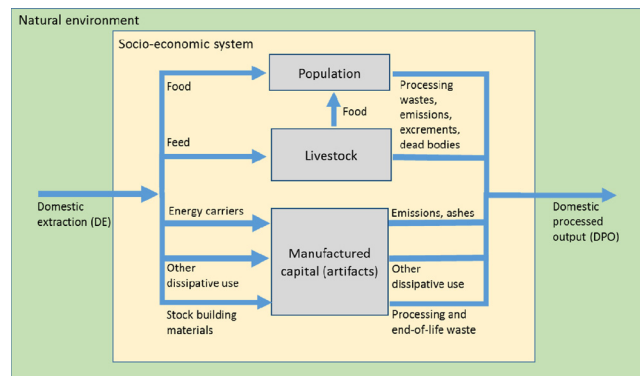 Natural environment
Socio-economic system
Population
Food
Processing
wastes,
emissions,
excrements,
dead bodies
Food
Feed
Livestock
Domestic
extraction (DE)
Energy carriers
Emissions, ashes
Domestic
processed
output (DPO)
Manufactured
capital (artifacts)
Other
dissipative use
Other
dissipative use
Stock building
materials
Processing and
end-of-life waste